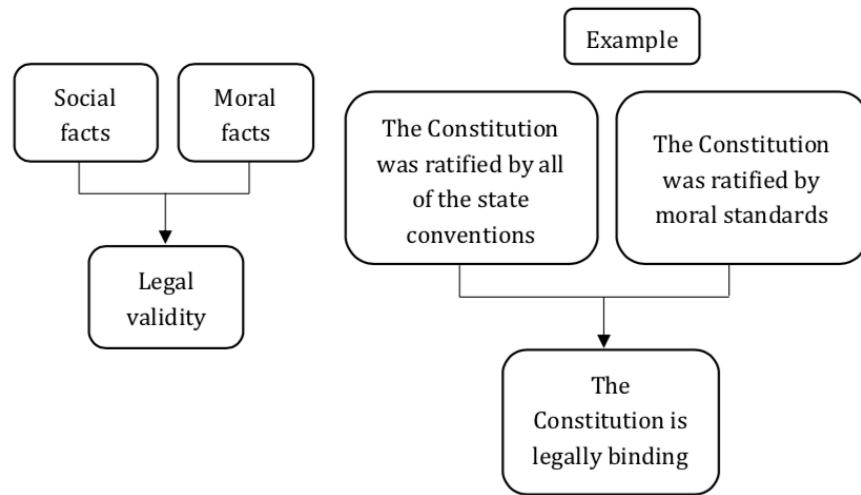 Example
Social
facts
Moral
facts
Legal
validity
The Constitution
was ratified by all
of the state
conventions
The Constitution
was ratified by
moral standards
The
Constitution is
legally binding